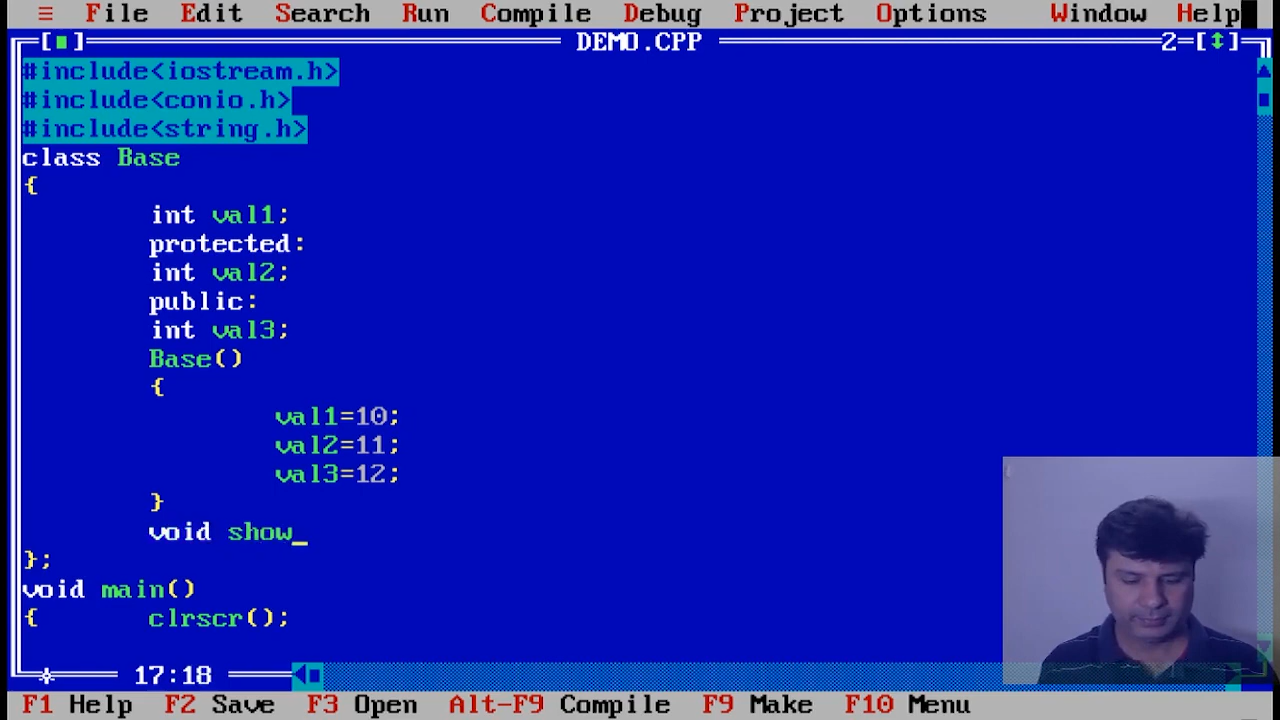 ≡ File Edit Search Run Compile Debug Project Options Window Help
[■] DEMO.CPP 2=[↕]
#include<iostream.h>
#include<conio.h>
#include<string.h>
class Base
{
int val1;
protected:
int val2;
public:
int val3;
Base()
{
val1=10;
val2=11;
val3=12;
}
void show_
};
void main()
{ clrscr();
17:18
F1 Help F2 Save F3 Open Alt-F9 Compile F9 Make F10 Menu